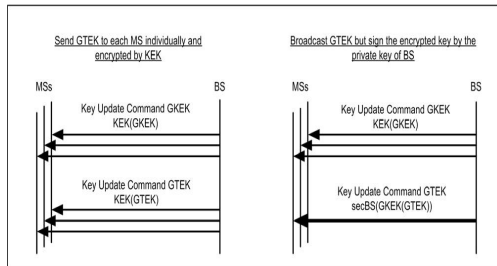 Send GTEK to each MS individually and
encrypted by KEK
MSs
BS
Key Update Command GKEK
KEK(GKEK)
Key Update Command GTEK
KEK(GTEK)
Broadcast GTEK but sign the encrypted key by the
private key of BS
MSs
BS
Key Update Command GKEK
KEK(GKEK)
Key Update Command GTEK
secBS(GKEK(GTEK))